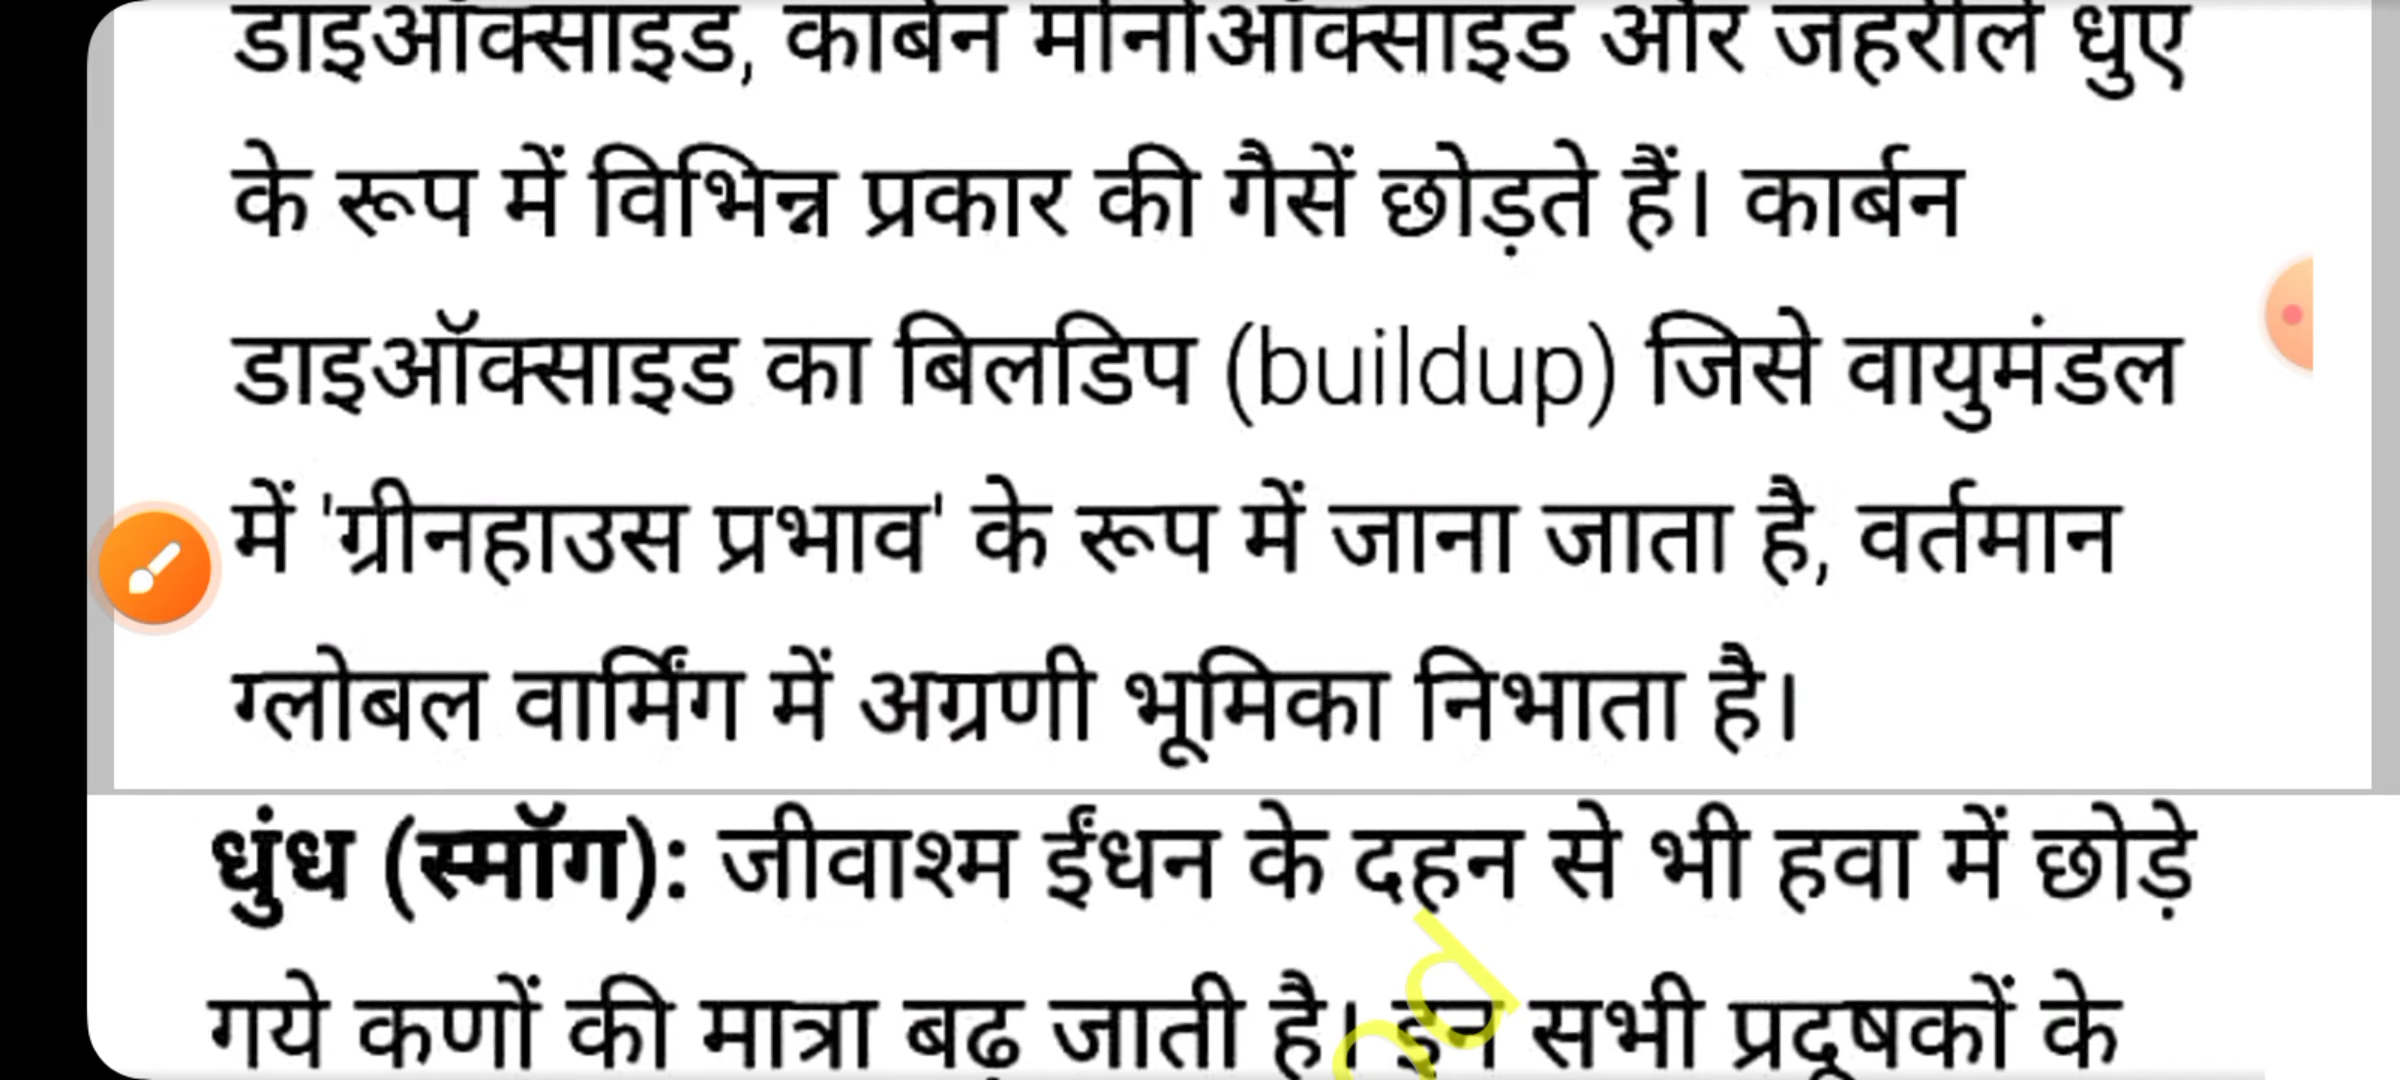 डाइऑक्साइड, कार्बन मोनोऑक्साइड और जहरीले धुएं
के रूप में विभिन्न प्रकार की गैसें छोड़ते हैं। कार्बन
डाइऑक्साइड का बिलडिप (buildup) जिसे वायुमंडल
में 'ग्रीनहाउस प्रभाव' के रूप में जाना जाता है, वर्तमान
ग्लोबल वार्मिंग में अग्रणी भूमिका निभाता है।
धुंध (स्मॉग): जीवाश्म ईंधन के दहन से भी हवा में छोड़े
गये कणों की मात्रा बढ़ जाती है। इन सभी प्रदूषकों के